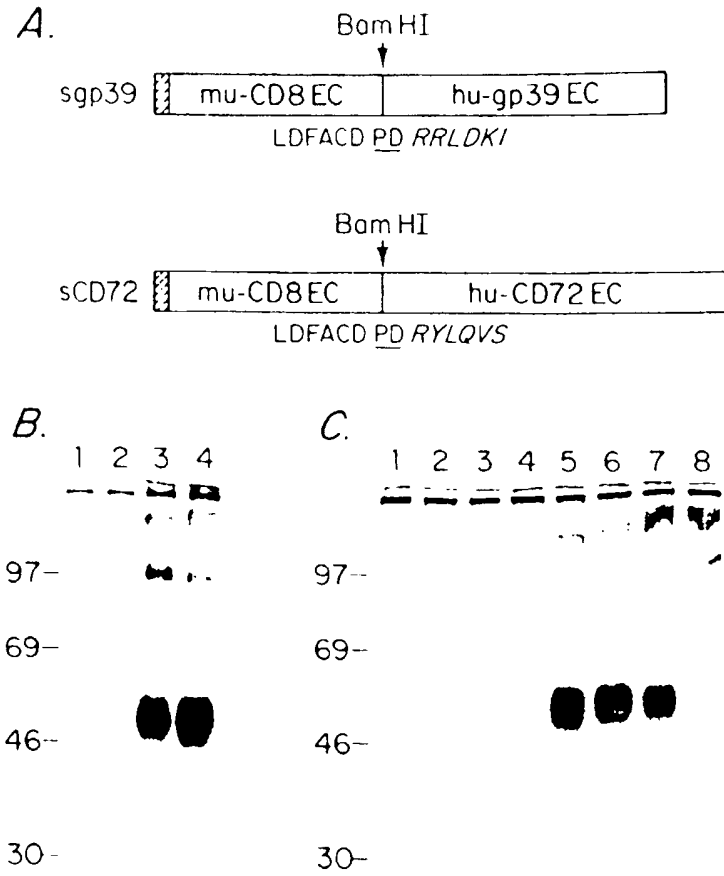 A.
Bam HI
sgp39 mu-CD8 EC hu-gp39 EC
LDFACD PD RRLDKI
Bam HI
sCD72 mu-CD8 EC hu-CD72 EC
LDFACD PD RYLQVS
B.
1 2 3 4
97-
69-
46-
30-
C.
1 2 3 4 5 6 7 8
97-
69-
46-
30-